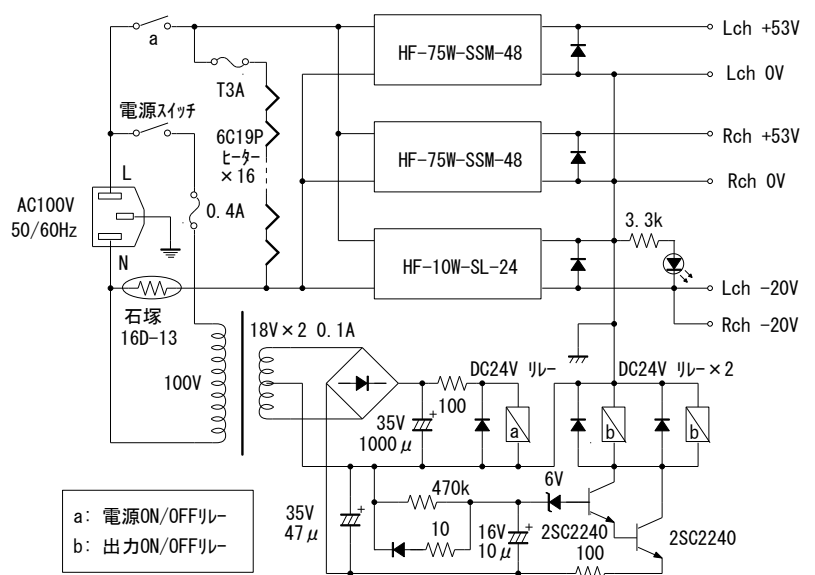 Lch +53V
a
HF-75W-SSM-48
Lch 0V
T3A
電源スイッチ
6C19P
ヒーター
×16
Rch +53V
HF-75W-SSM-48
Rch 0V
L
AC100V
50/60Hz
0.4A
3.3k
N
HF-10W-SL-24
Lch -20V
石塚
16D-13
Rch -20V
18V×2 0.1A
100V
DC24V リレー
DC24V リレー×2
100
35V
1000μ
+
a
b
b
470k
6V
35V
47μ
+
10
16V
10μ
+
2SC2240
2SC2240
100
a: 電源ON/OFFリレー
b: 出力ON/OFFリレー